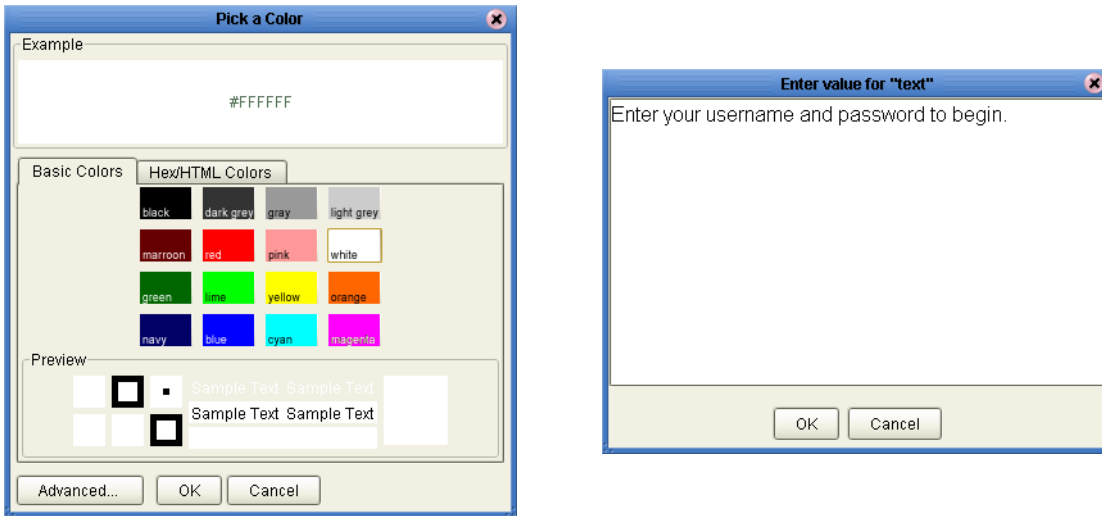 Pick a Color
Example
#FFFFFF
Basic Colors
Hex/HTML Colors
black dark grey gray light grey
marroon red pink white
green lime yellow orange
navy blue cyan magenta
Preview
Sample Text Sample Text
Sample Text Sample Text
Advanced... OK Cancel
Enter value for "text"
Enter your username and password to begin.
OK Cancel